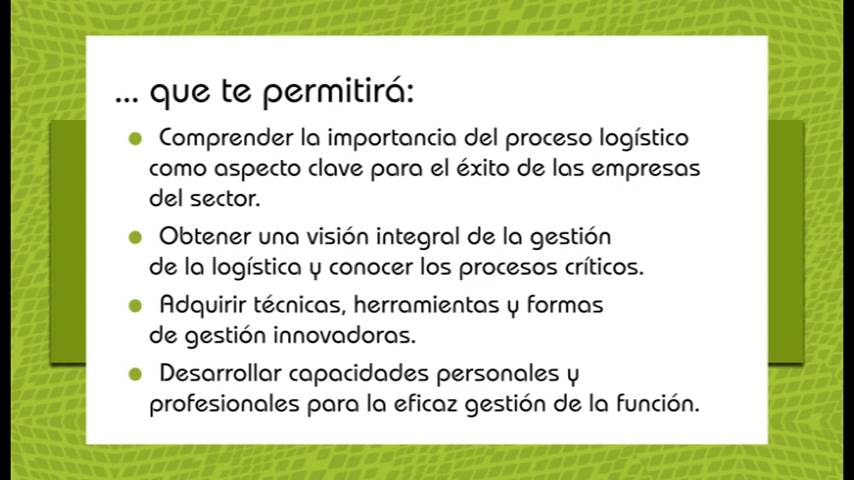 ... que te permitirá:
● Comprender la importancia del proceso logístico
como aspecto clave para el éxito de las empresas
del sector.
● Obtener una visión integral de la gestión
de la logística y conocer los procesos críticos.
● Adquirir técnicas, herramientas y formas
de gestión innovadoras.
● Desarrollar capacidades personales y
profesionales para la eficaz gestión de la función.